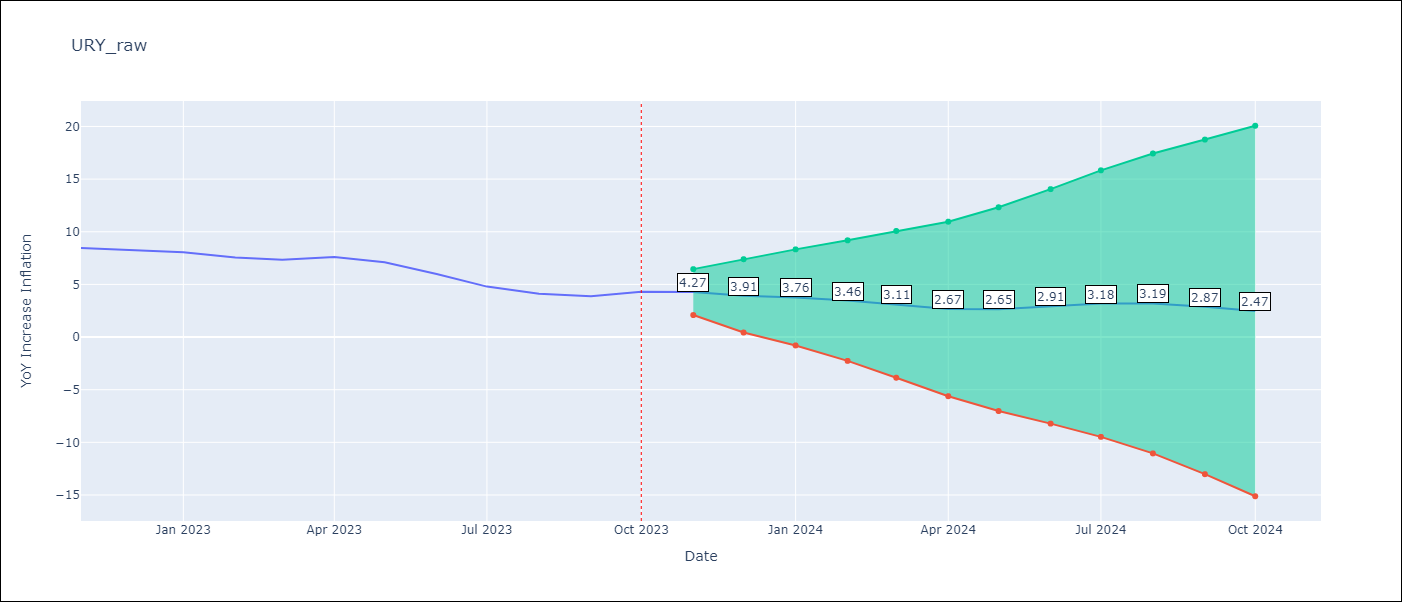 URY_raw
YoY Increase Inflation
20
15
10
5
0
−5
−10
−15
4.27
3.91
3.76
3.46
3.11
2.67
2.65
2.91
3.18
3.19
2.87
2.47
Jan 2023
Apr 2023
Jul 2023
Oct 2023
Jan 2024
Apr 2024
Jul 2024
Oct 2024
Date